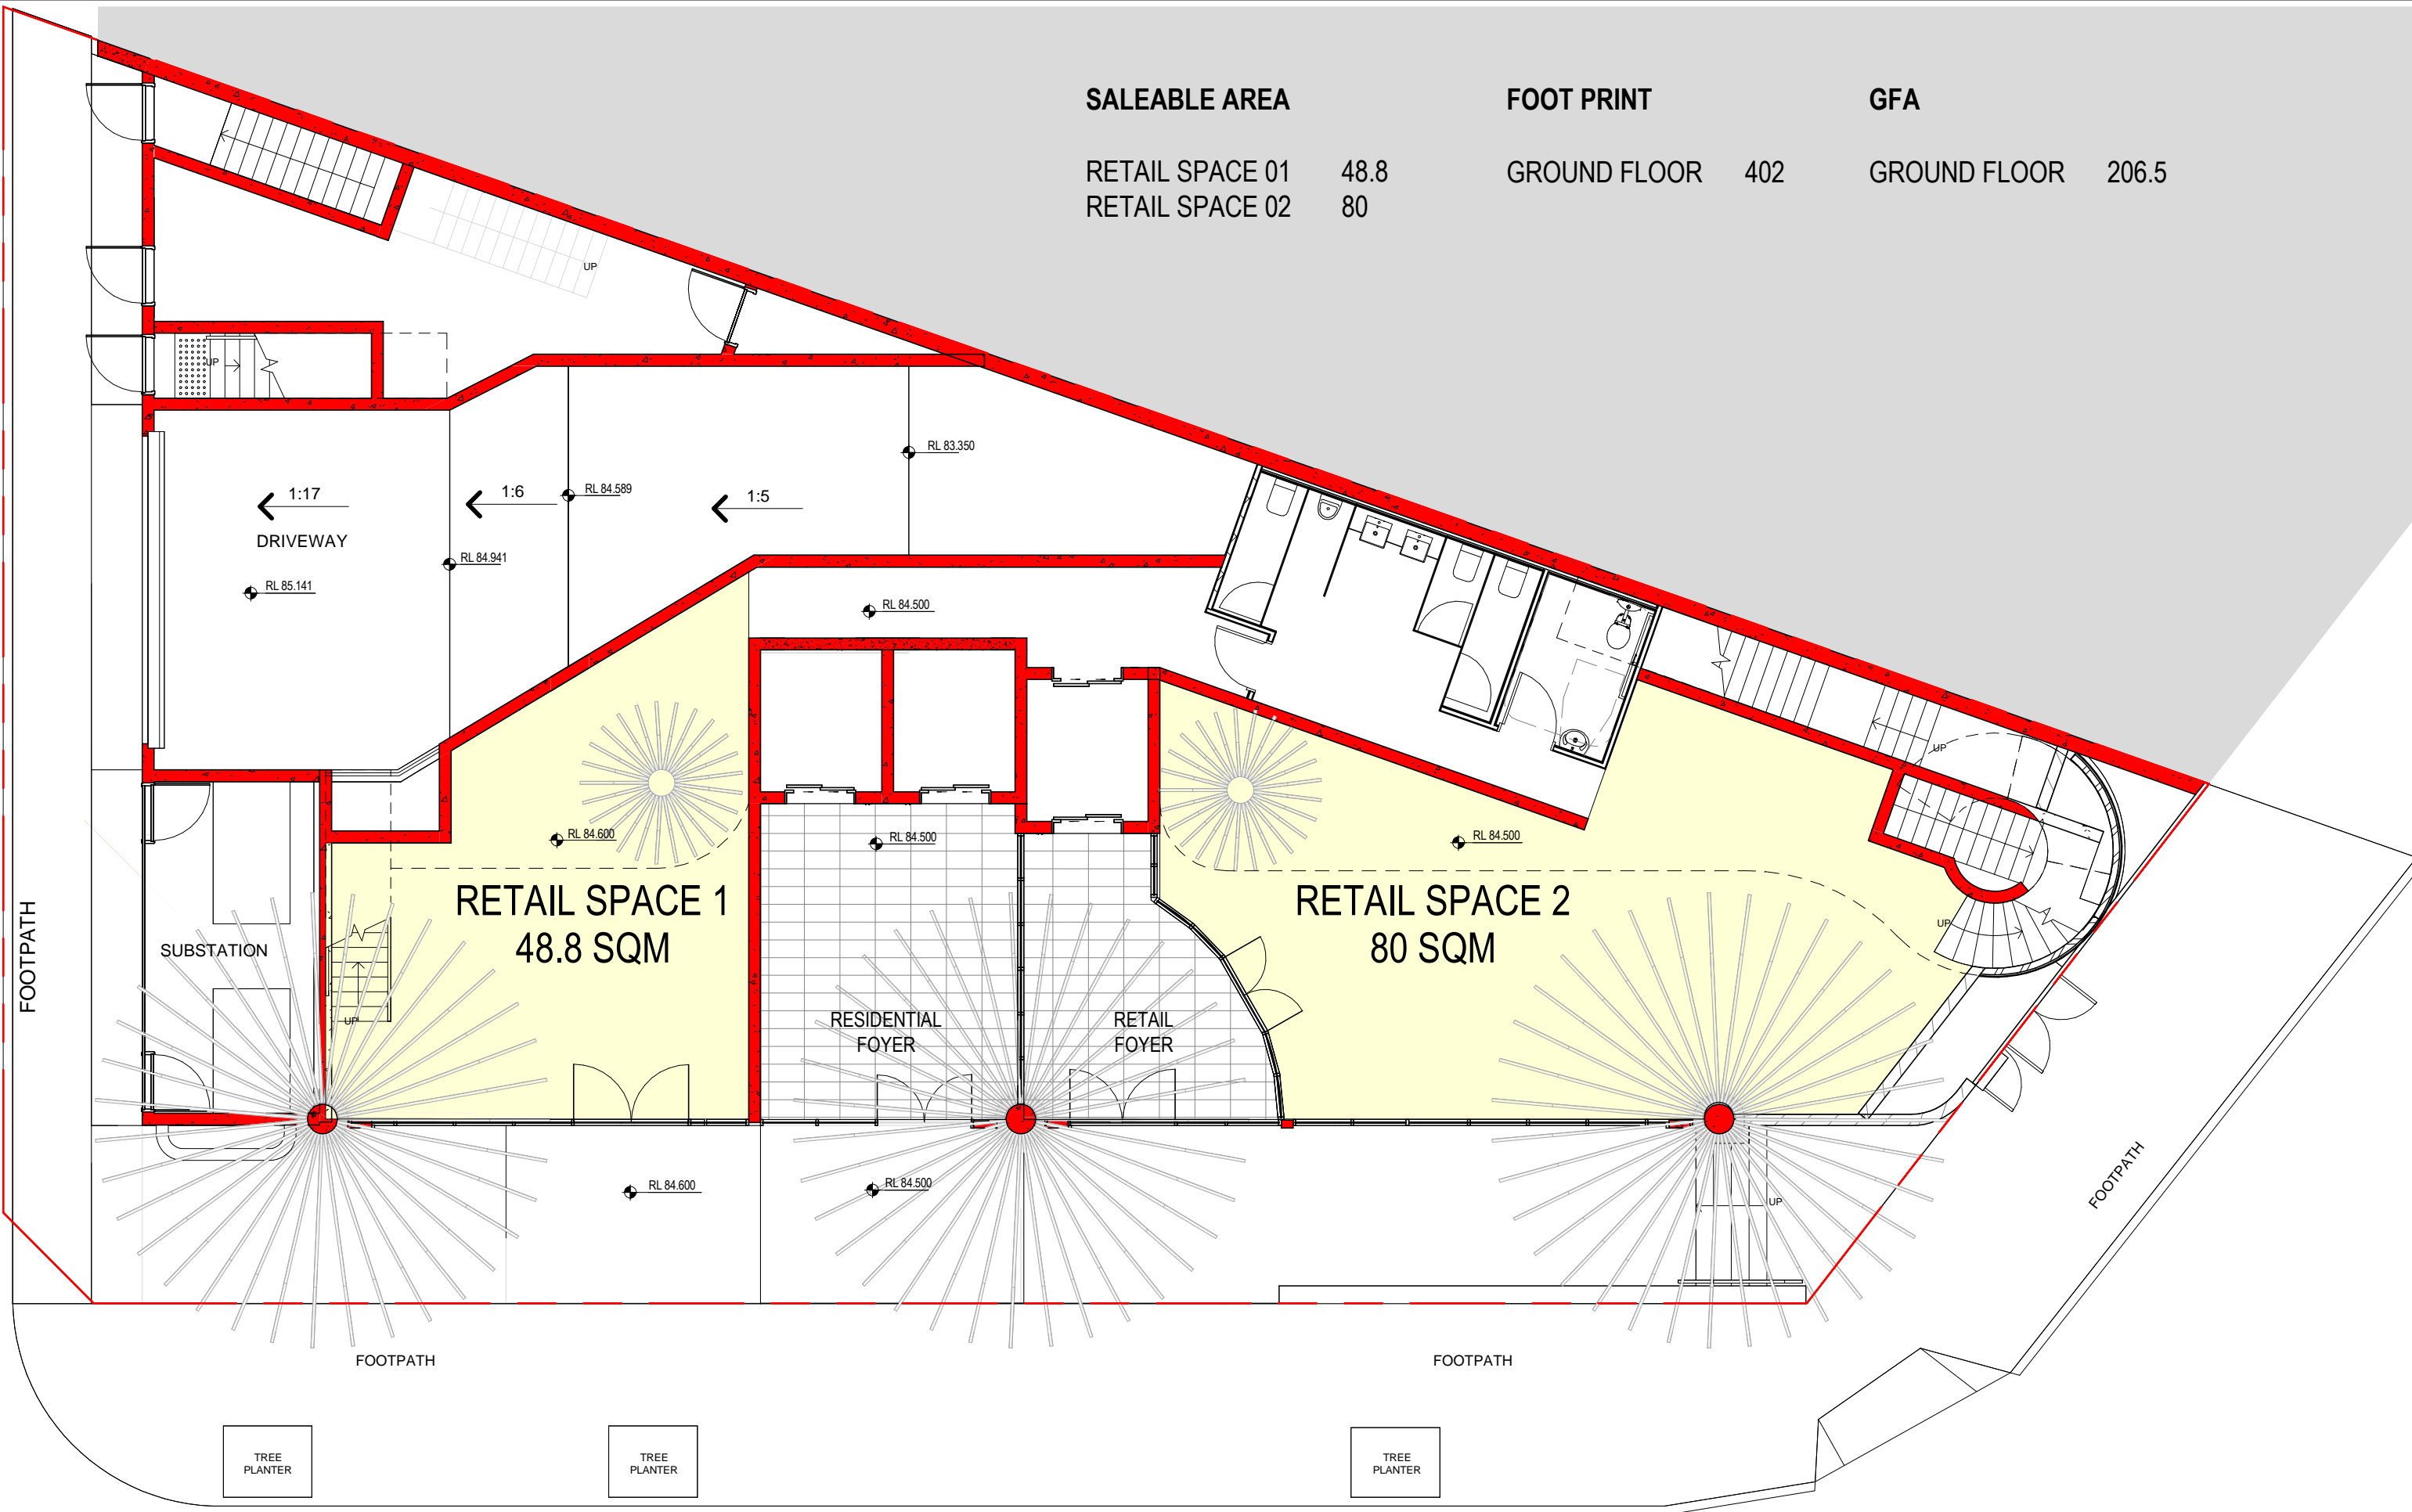 SALEABLE AREA FOOT PRINT GFA
RETAIL SPACE 01 48.8 GROUND FLOOR 402 GROUND FLOOR 206.5
RETAIL SPACE 02 80
UP
UP
RL 83.350
1:17
1:6
RL 84.589
1:5
DRIVEWAY
RL 84.941
RL 85.141
RL 84.500
UP
RL 84.600
RL 84.500
RL 84.500
RETAIL SPACE 1
48.8 SQM
RETAIL SPACE 2
80 SQM
UP
FOOTPATH
SUBSTATION
UP
RESIDENTIAL
FOYER
RETAIL
FOYER
RL 84.600
RL 84.500
UP
FOOTPATH
FOOTPATH
FOOTPATH
TREE
PLANTER
TREE
PLANTER
TREE
PLANTER